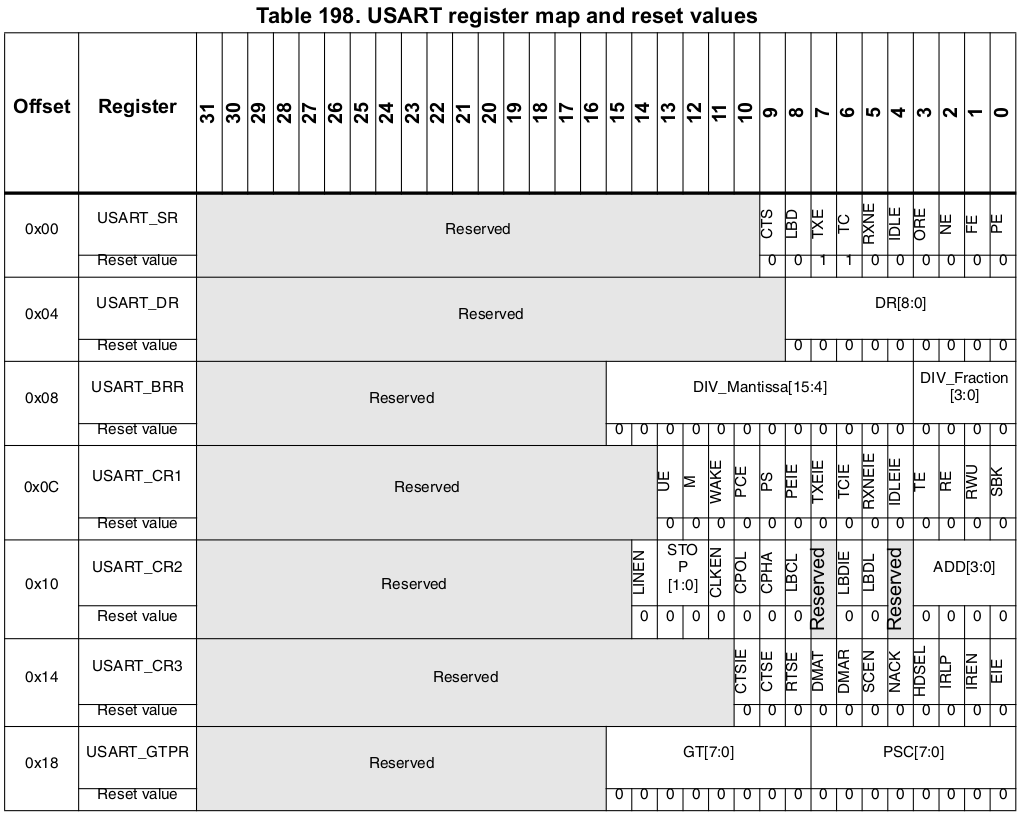 Table 198. USART register map and reset values
Offset Register 31 30 29 28 27 26 25 24 23 22 21 20 19 18 17 16 15 14 13 12 11 10 9 8 7 6 5 4 3 2 1 0
0x00 USART_SR Reserved CTS LBD TXE TC RXNE IDLE ORE NE FE PE
Reset value 0 0 1 1 0 0 0 0 0 0
0x04 USART_DR Reserved DR[8:0]
Reset value 0 0 0 0 0 0 0 0 0
0x08 USART_BRR Reserved DIV_Mantissa[15:4] DIV_Fraction
[3:0]
Reset value 0 0 0 0 0 0 0 0 0 0 0 0 0 0 0 0
0x0C USART_CR1 Reserved UE M WAKE PCE PS PEIE TXEIE TCIE RXNEIE IDLEIE TE RE RWU SBK
Reset value 0 0 0 0 0 0 0 0 0 0 0 0 0 0
0x10 USART_CR2 Reserved LINEN STO
P
[1:0] CLKEN CPOL CPHA LBCL Reserved LBDIE LBDL Reserved ADD[3:0]
Reset value 0 0 0 0 0 0 0 0 0 0 0 0 0
0x14 USART_CR3 Reserved CTSIE CTSE RTSE DMAT DMAR SCEN NACK HDSEL IRLP IREN EIE
Reset value 0 0 0 0 0 0 0 0 0 0 0
0x18 USART_GTPR Reserved GT[7:0] PSC[7:0]
Reset value 0 0 0 0 0 0 0 0 0 0 0 0 0 0 0 0